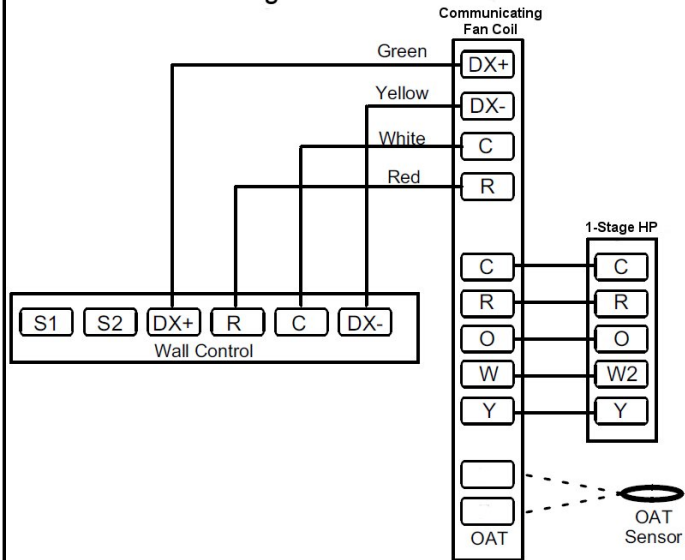 Communicating
Fan Coil
Green
DX+
Yellow
DX-
White
C
Red
R
1-Stage HP
C C
R R
O O
W W2
Y Y
S1 S2 DX+ R C DX-
Wall Control
OAT
OAT
Sensor